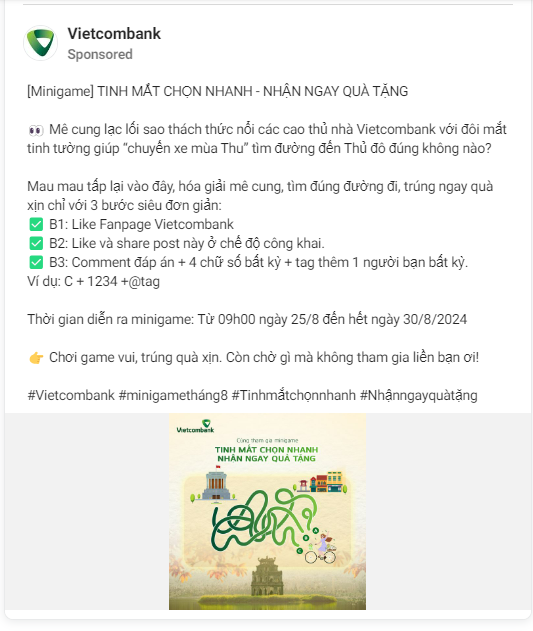 Vietcombank
Sponsored
[Minigame] TINH MẮT CHỌN NHANH - NHẬN NGAY QUÀ TẶNG
👀 Mê cung lạc lối sao thách thức nổi các cao thủ nhà Vietcombank với đôi mắt
tinh tường giúp “chuyến xe mùa Thu” tìm đường đến Thủ đô đúng không nào?
Mau mau tấp lại vào đây, hóa giải mê cung, tìm đúng đường đi, trúng ngay quà
xịn chỉ với 3 bước siêu đơn giản:
✅ B1: Like Fanpage Vietcombank
✅ B2: Like và share post này ở chế độ công khai.
✅ B3: Comment đáp án + 4 chữ số bất kỳ + tag thêm 1 người bạn bất kỳ.
Ví dụ: C + 1234 +@tag
Thời gian diễn ra minigame: Từ 09h00 ngày 25/8 đến hết ngày 30/8/2024
👉 Chơi game vui, trúng quà xịn. Còn chờ gì mà không tham gia liền bạn ơi!
#Vietcombank #minigametháng8 #Tinhmắtchọnnhanh #Nhậnngayquàtặng
Vietcombank
Cùng tham gia minigame
TINH MẮT CHỌN NHANH
NHẬN NGAY QUÀ TẶNG
A
B
C